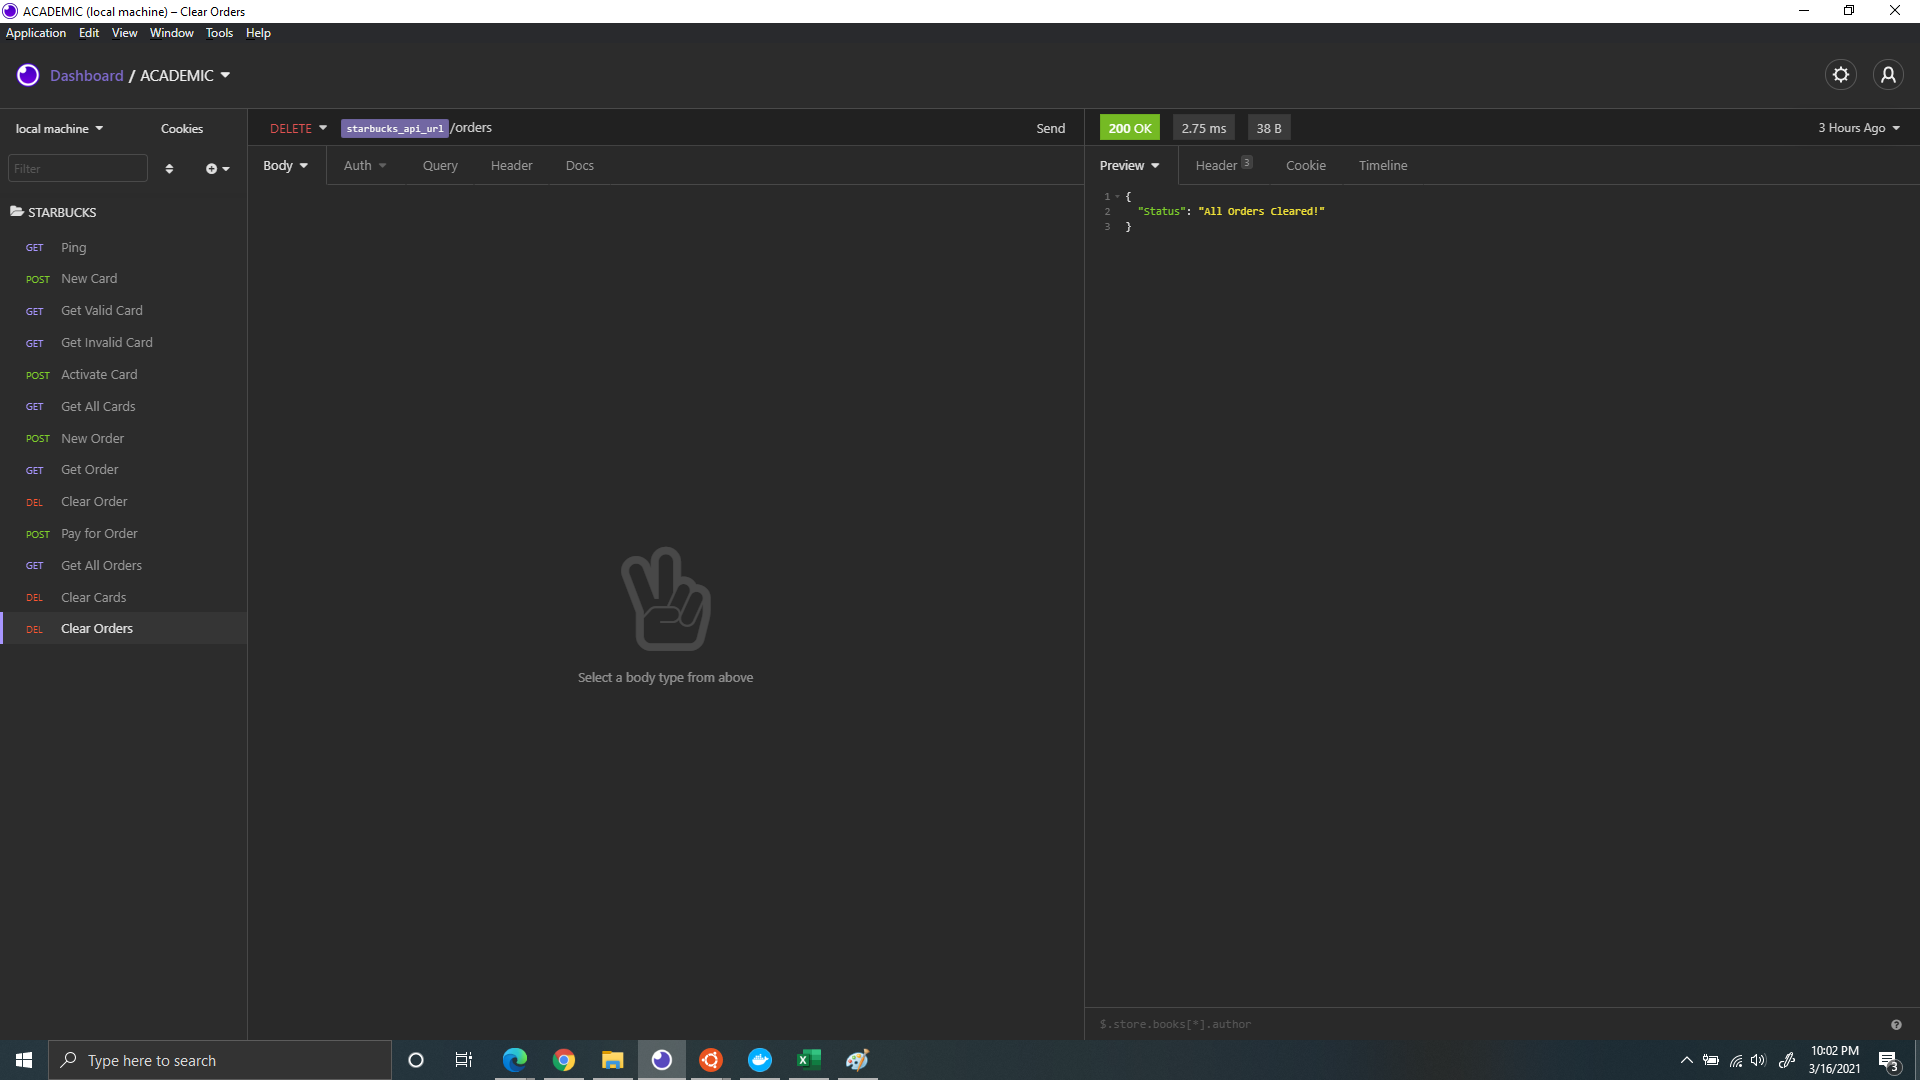 ACADEMIC (local machine) – Clear Orders
Application Edit View Window Tools Help
Dashboard / ACADEMIC
local machine Cookies
DELETE starbucks_api_url/orders Send
200 OK 2.75 ms 38 B 3 Hours Ago
Filter
Body Auth Query Header Docs
Preview Header 3 Cookie Timeline
1 {
2 "Status": "All Orders Cleared!"
3 }
STARBUCKS
GET Ping
POST New Card
GET Get Valid Card
GET Get Invalid Card
POST Activate Card
GET Get All Cards
POST New Order
GET Get Order
DEL Clear Order
POST Pay for Order
GET Get All Orders
DEL Clear Cards
DEL Clear Orders
Select a body type from above
$.store.books[*].author
Type here to search
10:02 PM
3/16/2021
3